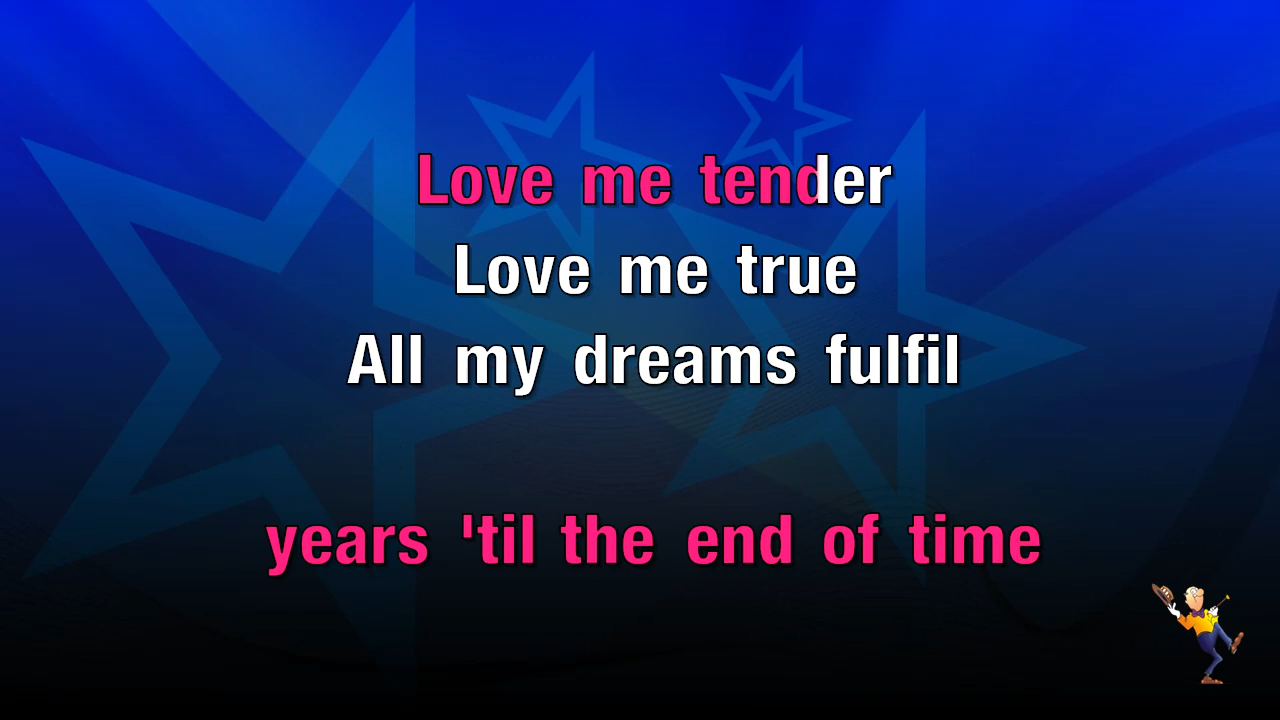 Love me tender
Love me true
All my dreams fulfil
years 'til the end of time